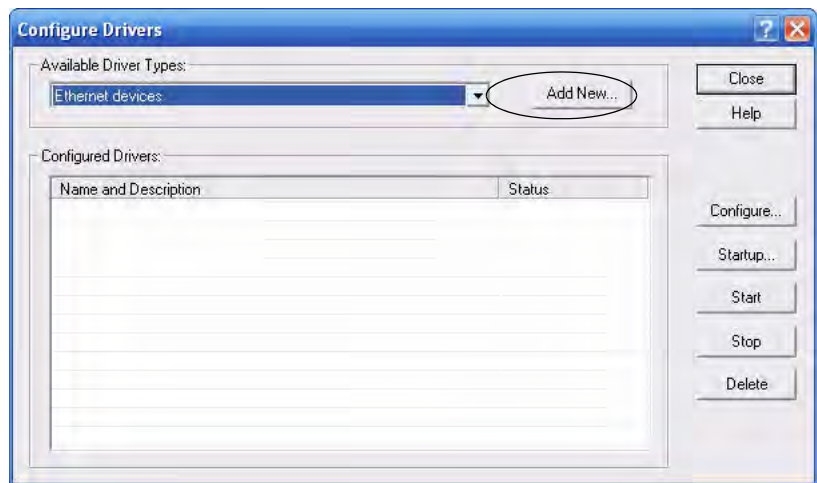 Configure Drivers
Available Driver Types:
Ethernet devices
Add New...
Close
Help
Configured Drivers:
Name and Description
Status
Configure...
Startup...
Start
Stop
Delete